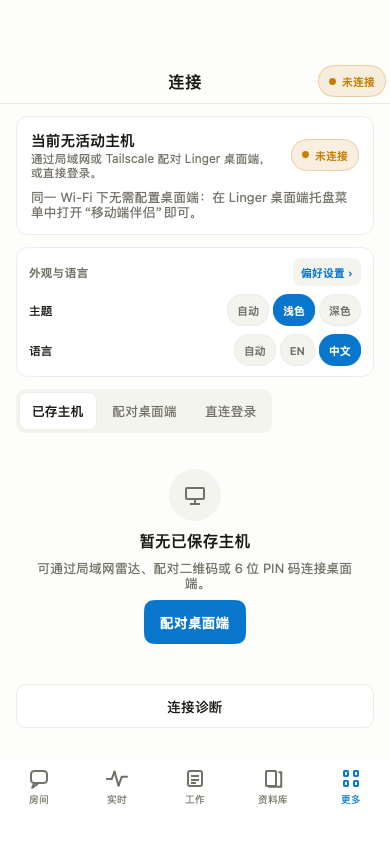 连接
未连接
当前无活动主机
通过局域网或 Tailscale 配对 Linger 桌面端，
或直接登录。
未连接
同一 Wi-Fi 下无需配置桌面端：在 Linger 桌面端托盘菜
单中打开“移动端伴侣”即可。
外观与语言
偏好设置 ›
主题
自动
浅色
深色
语言
自动
EN
中文
已存主机
配对桌面端
直连登录
暂无已保存主机
可通过局域网雷达、配对二维码或 6 位 PIN 码连接桌面
端。
配对桌面端
连接诊断
房间
实时
工作
资料库
更多